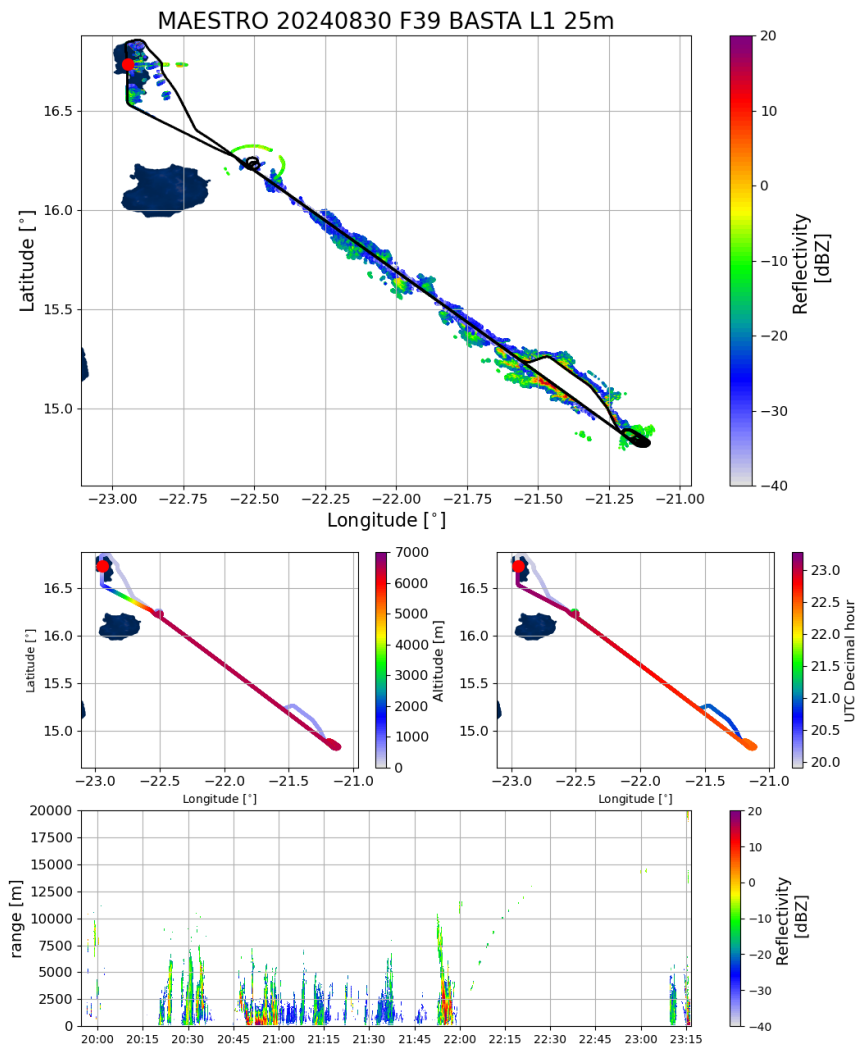 MAESTRO 20240830 F39 BASTA L1 25m
16.5
16.0
15.5
15.0
Latitude [°]
−23.00 −22.75 −22.50 −22.25 −22.00 −21.75 −21.50 −21.25 −21.00
Longitude [°]
20
10
0
−10
−20
−30
−40
Reflectivity
[dBZ]
16.5
16.0
15.5
15.0
Latitude [°]
−23.0 −22.5 −22.0 −21.5 −21.0
Longitude [°]
7000
6000
5000
4000
3000
2000
1000
0
Altitude [m]
16.5
16.0
15.5
15.0
Latitude [°]
−23.0 −22.5 −22.0 −21.5 −21.0
Longitude [°]
23.0
22.5
22.0
21.5
21.0
20.5
20.0
UTC Decimal hour
20000
17500
15000
12500
10000
7500
5000
2500
0
range [m]
20:00 20:15 20:30 20:45 21:00 21:15 21:30 21:45 22:00 22:15 22:30 22:45 23:00 23:15
20
10
0
−10
−20
−30
−40
Reflectivity
[dBZ]